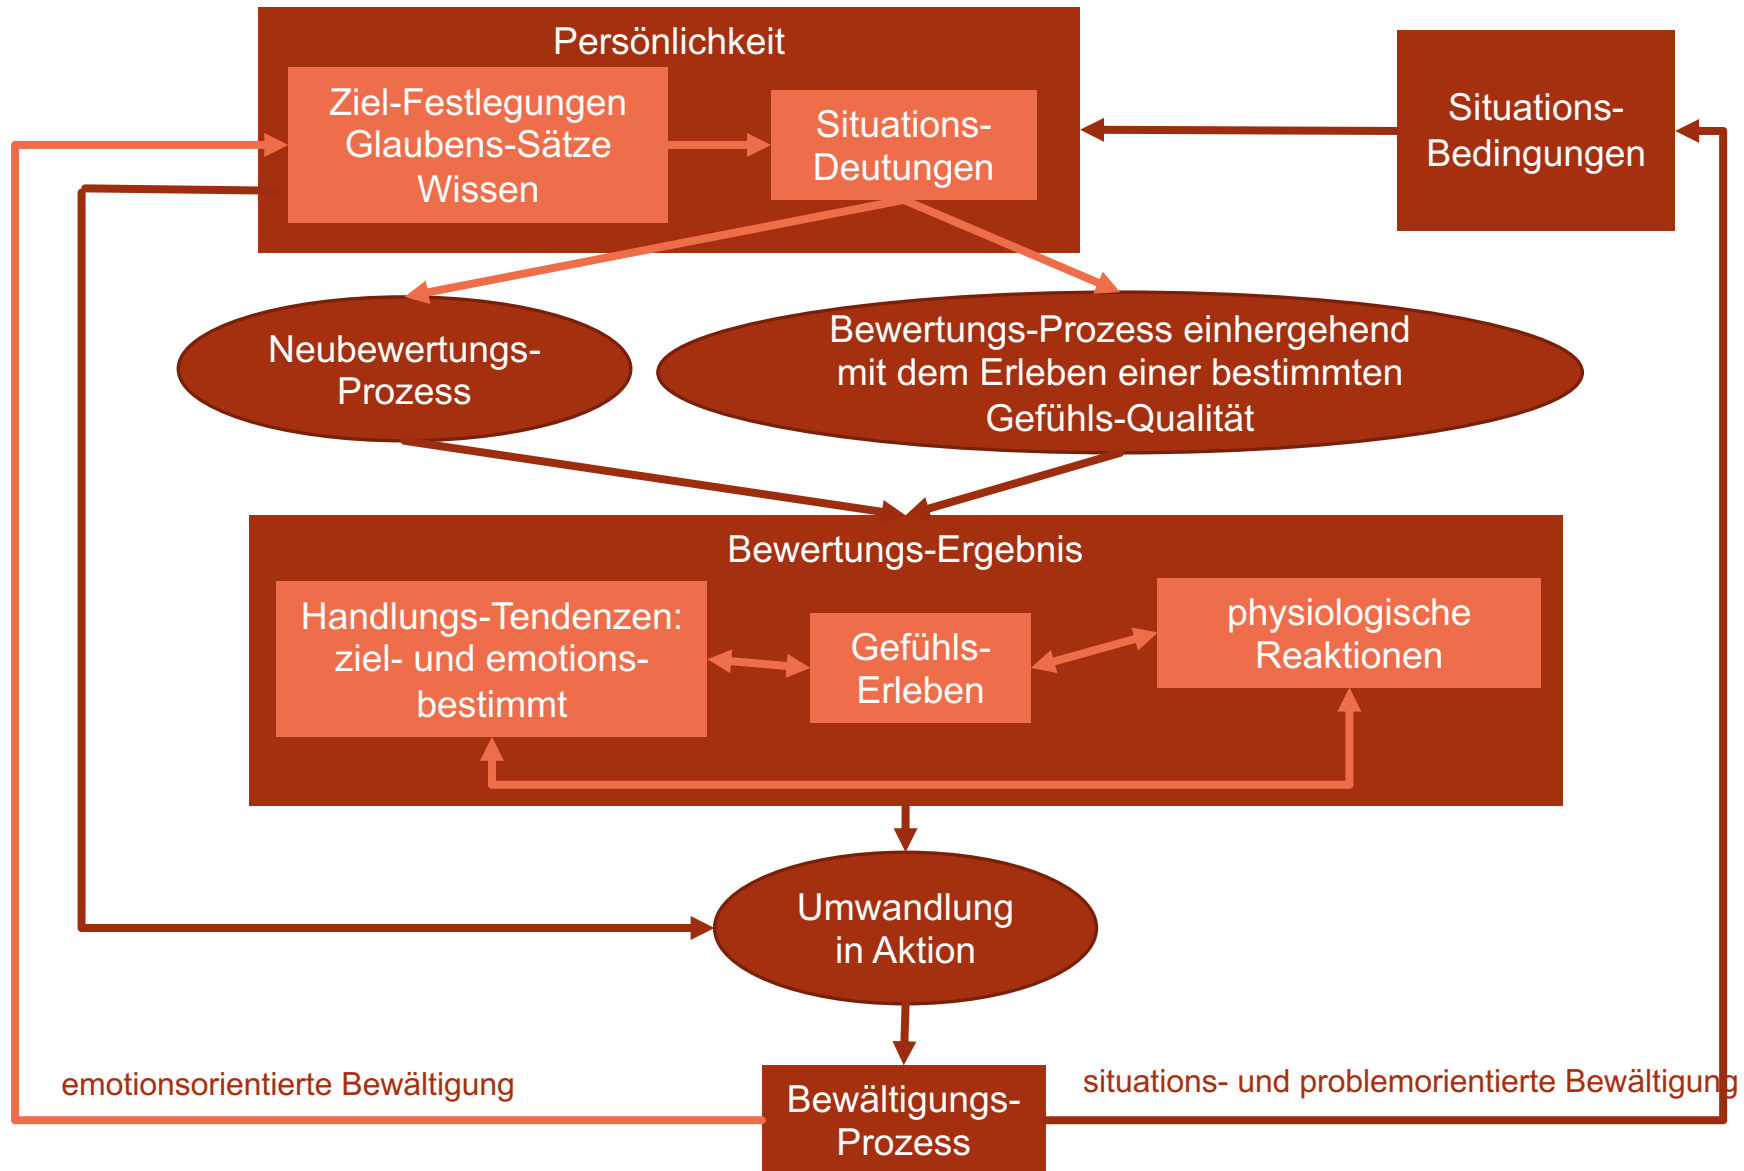 Persönlichkeit
Ziel-Festlegungen
Glaubens-Sätze
Wissen
Situations-
Deutungen
Situations-
Bedingungen
Neubewertungs-
Prozess
Bewertungs-Prozess einhergehend
mit dem Erleben einer bestimmten
Gefühls-Qualität
Bewertungs-Ergebnis
Handlungs-Tendenzen:
ziel- und emotions-
bestimmt
Gefühls-
Erleben
physiologische
Reaktionen
Umwandlung
in Aktion
emotionsorientierte Bewältigung
situations- und problemorientierte Bewältigung
Bewältigungs-
Prozess